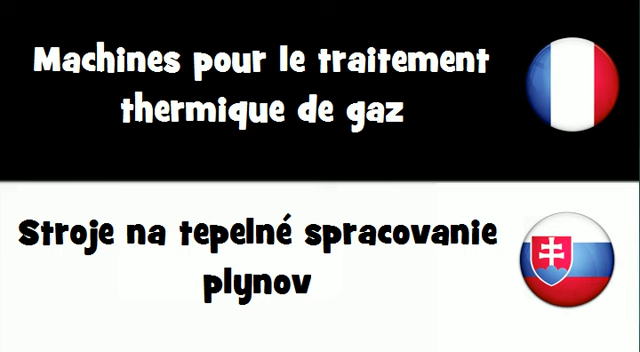 Machines pour le traitement
thermique de gaz
Stroje na tepelné spracovanie
plynov